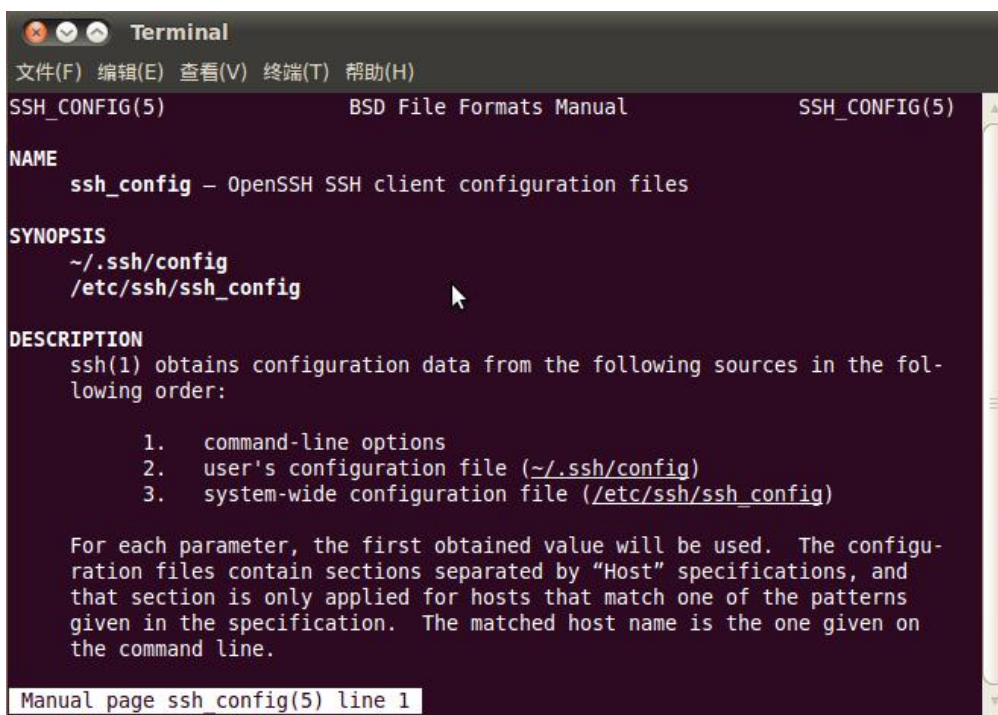 Terminal
文件(F) 编辑(E) 查看(V) 终端(T) 帮助(H)
SSH_CONFIG(5) BSD File Formats Manual SSH_CONFIG(5)
NAME
ssh_config — OpenSSH SSH client configuration files
SYNOPSIS
~/.ssh/config
/etc/ssh/ssh_config
DESCRIPTION
ssh(1) obtains configuration data from the following sources in the fol-
lowing order:
1. command-line options
2. user's configuration file (~/.ssh/config)
3. system-wide configuration file (/etc/ssh/ssh_config)
For each parameter, the first obtained value will be used. The configu-
ration files contain sections separated by “Host” specifications, and
that section is only applied for hosts that match one of the patterns
given in the specification. The matched host name is the one given on
the command line.
Manual page ssh_config(5) line 1